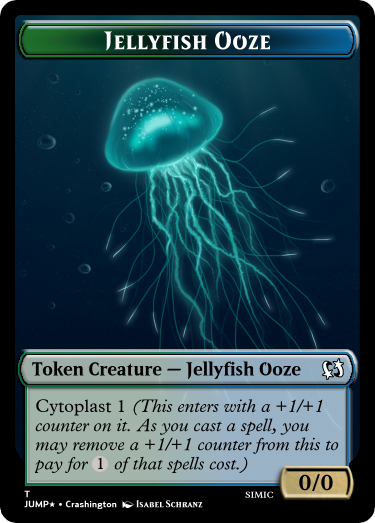 Jellyfish Ooze
Token Creature — Jellyfish Ooze
Cytoplast 1 (This enters with a +1/+1
counter on it. As you cast a spell, you
may remove a +1/+1 counter from this to
pay for 1 of that spells cost.)
0/0
T
SIMIC
JUMP★ • Crashington Isabel Schranz